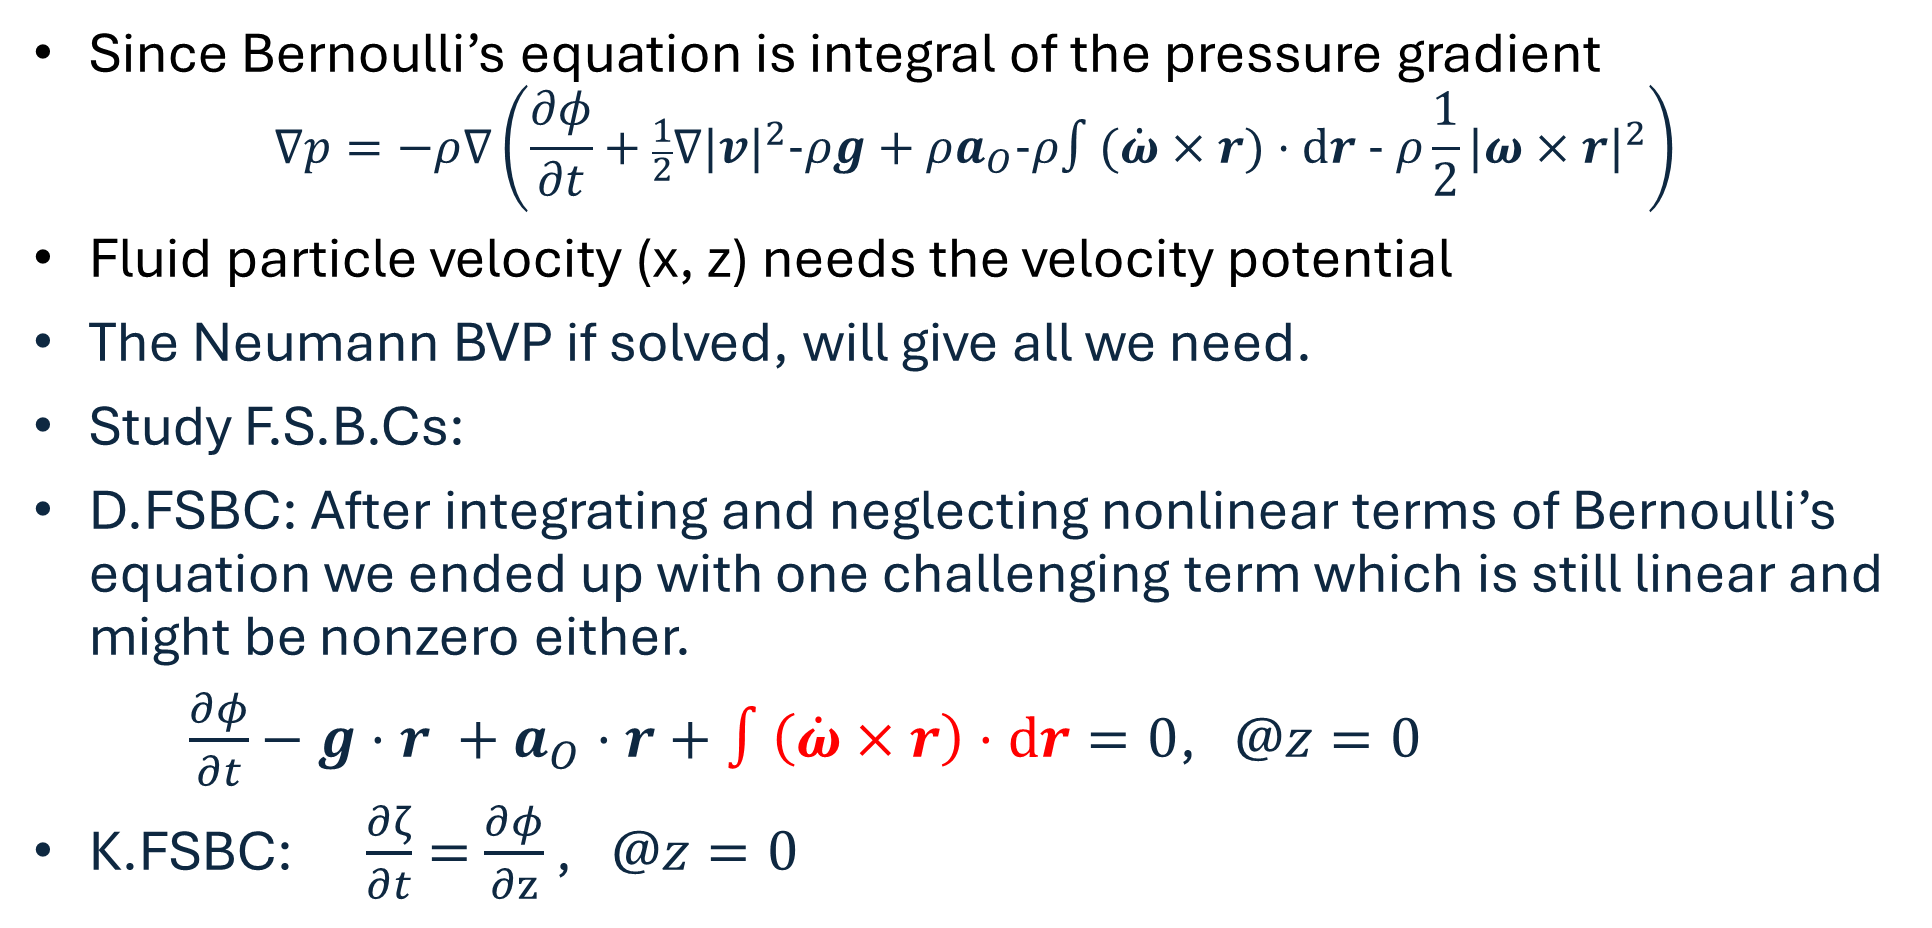 • Since Bernoulli’s equation is integral of the pressure gradient
∇p = −ρ∇(∂ϕ/∂t + ½∇|𝒗|²-ρ𝒈 + ρ𝒂_O-ρ∫ (𝝎̇ × 𝒓) · d𝒓 - ρ 1/2 |𝝎 × 𝒓|²)
• Fluid particle velocity (x, z) needs the velocity potential
• The Neumann BVP if solved, will give all we need.
• Study F.S.B.Cs:
• D.FSBC: After integrating and neglecting nonlinear terms of Bernoulli’s
equation we ended up with one challenging term which is still linear and
might be nonzero either.
∂ϕ/∂t − 𝒈 · 𝒓 + 𝒂_O · 𝒓 + ∫ (𝝎̇ × 𝒓) · d𝒓 = 0, @z = 0
• K.FSBC: ∂ζ/∂t = ∂ϕ/∂z , @z = 0